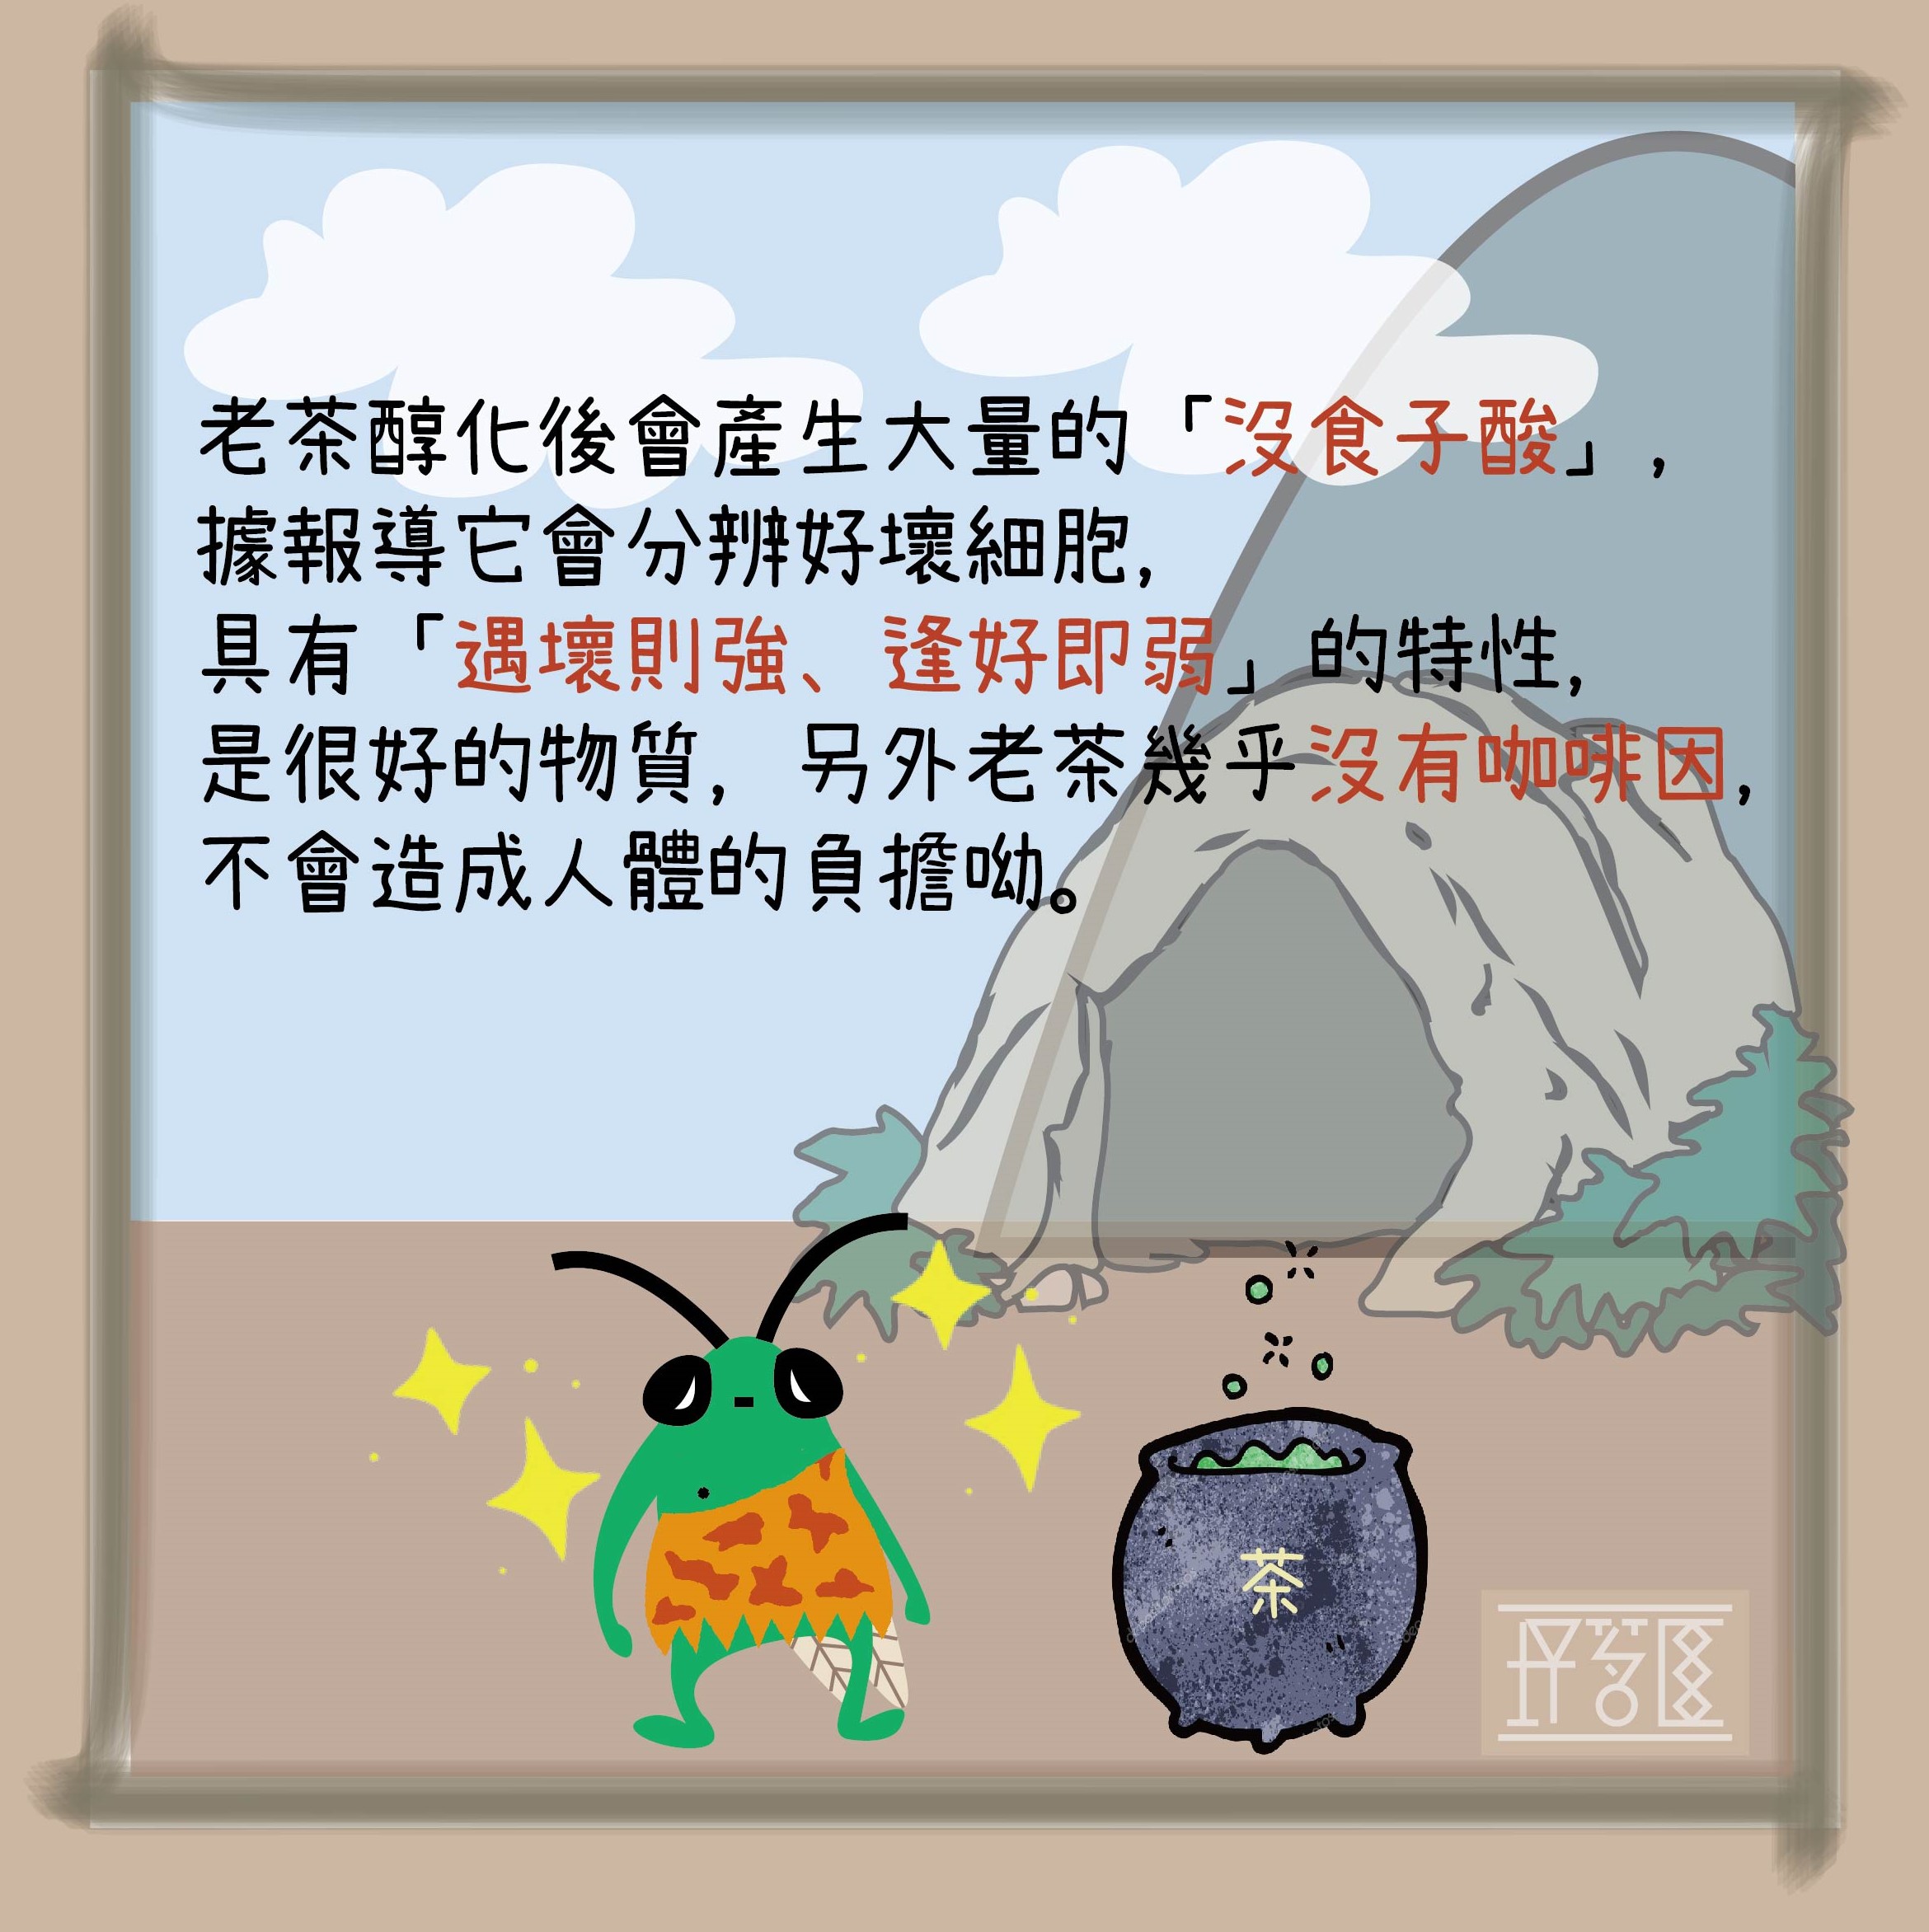 老茶醇化後會產生大量的「沒食子酸」,
據報導它會分辨好壞細胞,
具有「遇壞則強、逢好即弱」的特性,
是很好的物質, 另外老茶幾乎沒有咖啡因,
不會造成人體的負擔呦。
茶